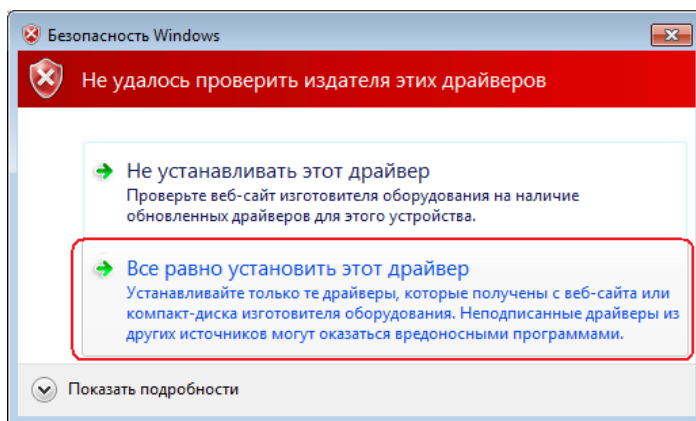 Безопасность Windows
Не удалось проверить издателя этих драйверов
Не устанавливать этот драйвер
Проверьте веб-сайт изготовителя оборудования на наличие
обновленных драйверов для этого устройства.
Все равно установить этот драйвер
Устанавливайте только те драйверы, которые получены с веб-сайта или
компакт-диска изготовителя оборудования. Неподписанные драйверы из
других источников могут оказаться вредоносными программами.
Показать подробности